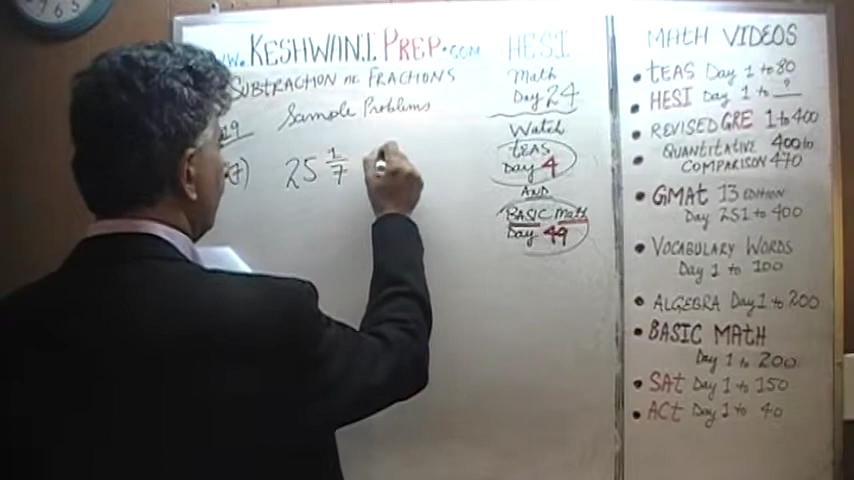 w.KESHWANI PREP.COM
SUBTRACTION OF FRACTIONS
Sample Problems
19
7) 25 1/7
HESI
Math
Day 24
Watch
TEAS
Day 4
AND
BASIC Math
Day 49
MATH VIDEOS
• TEAS Day 1 to 80
• HESI Day 1 to ?
• REVISED GRE 1 to 400
• QUANTITATIVE 400 to
COMPARISON 470
• GMAT 13 EDITION
Day 251 to 400
• VOCABULARY WORDS
Day 1 to 100
• ALGEBRA Day 1 to 200
• BASIC MATH
Day 1 to 200
• SAT Day 1 to 150
• ACT Day 1 to 40